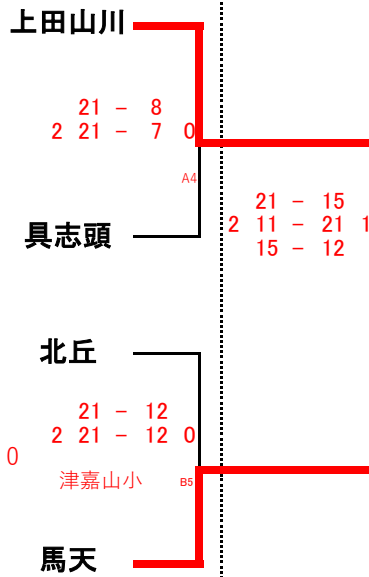 上田山川
21 － 8
2 21 － 7 0
A4
21 － 15
2 11 － 21 1
15 － 12
具志頭
北丘
21 － 12
2 21 － 12 0
0
津嘉山小
B5
馬天